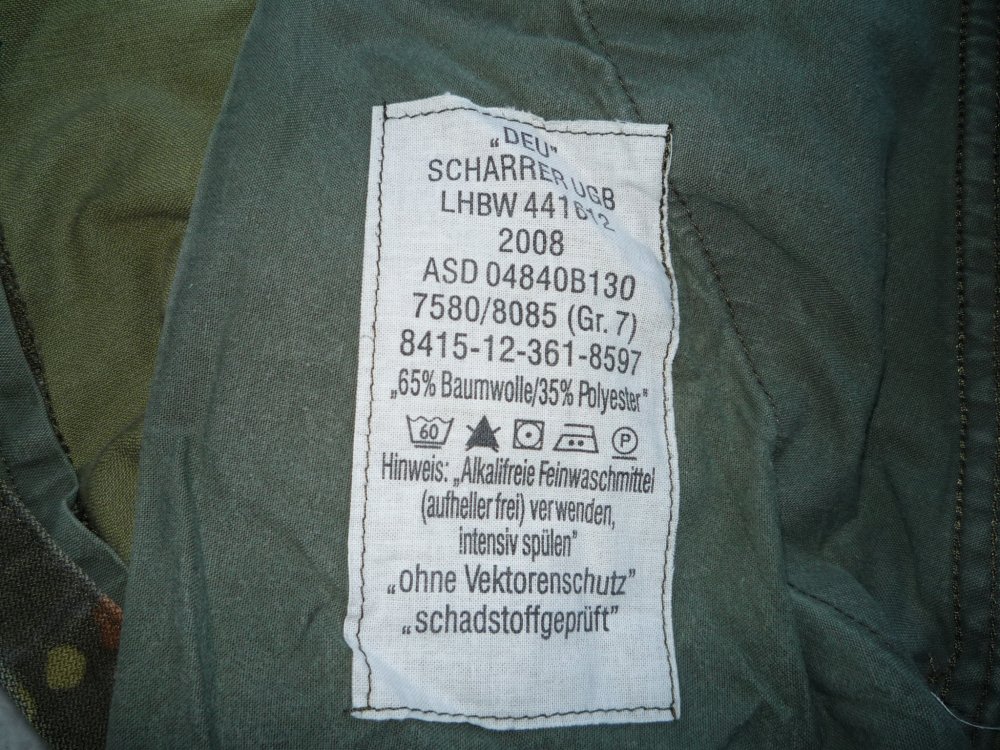 „DEU"
SCHARRER UGB
LHBW 441612
2008
ASD 04840B130
7580/8085 (Gr. 7)
8415-12-361-8597
„65% Baumwolle/35% Polyester"
60 P
Hinweis: „Alkalifreie Feinwaschmittel
(aufheller frei) verwenden,
intensiv spülen"
„ohne Vektorenschutz"
„schadstoffgeprüft"